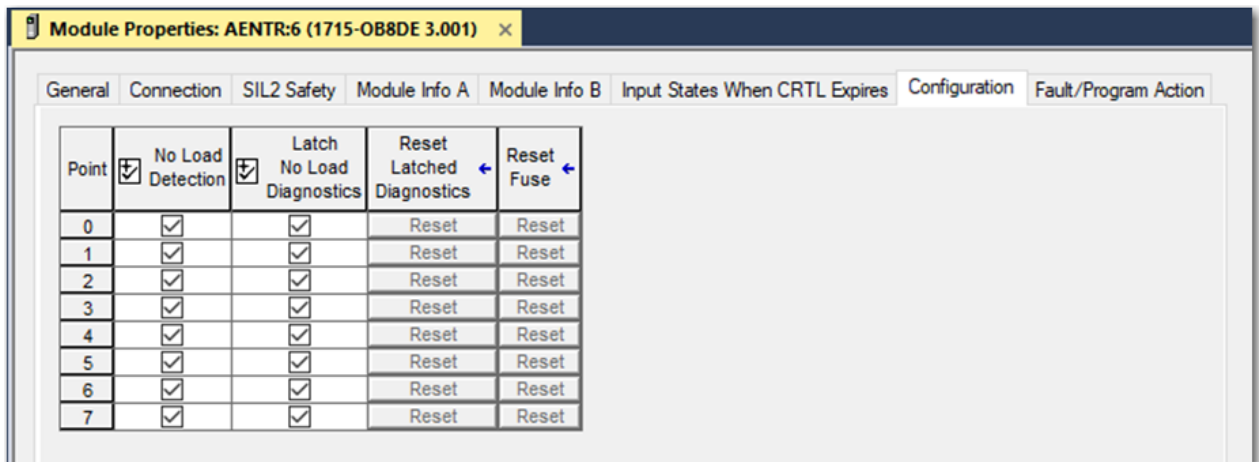 Module Properties: AENTR:6 (1715-OB8DE 3.001) ×
General Connection SIL2 Safety Module Info A Module Info B Input States When CRTL Expires Configuration Fault/Program Action
Point No Load Detection Latch No Load Diagnostics Reset Latched Diagnostics Reset Fuse
0 Reset Reset
1 Reset Reset
2 Reset Reset
3 Reset Reset
4 Reset Reset
5 Reset Reset
6 Reset Reset
7 Reset Reset